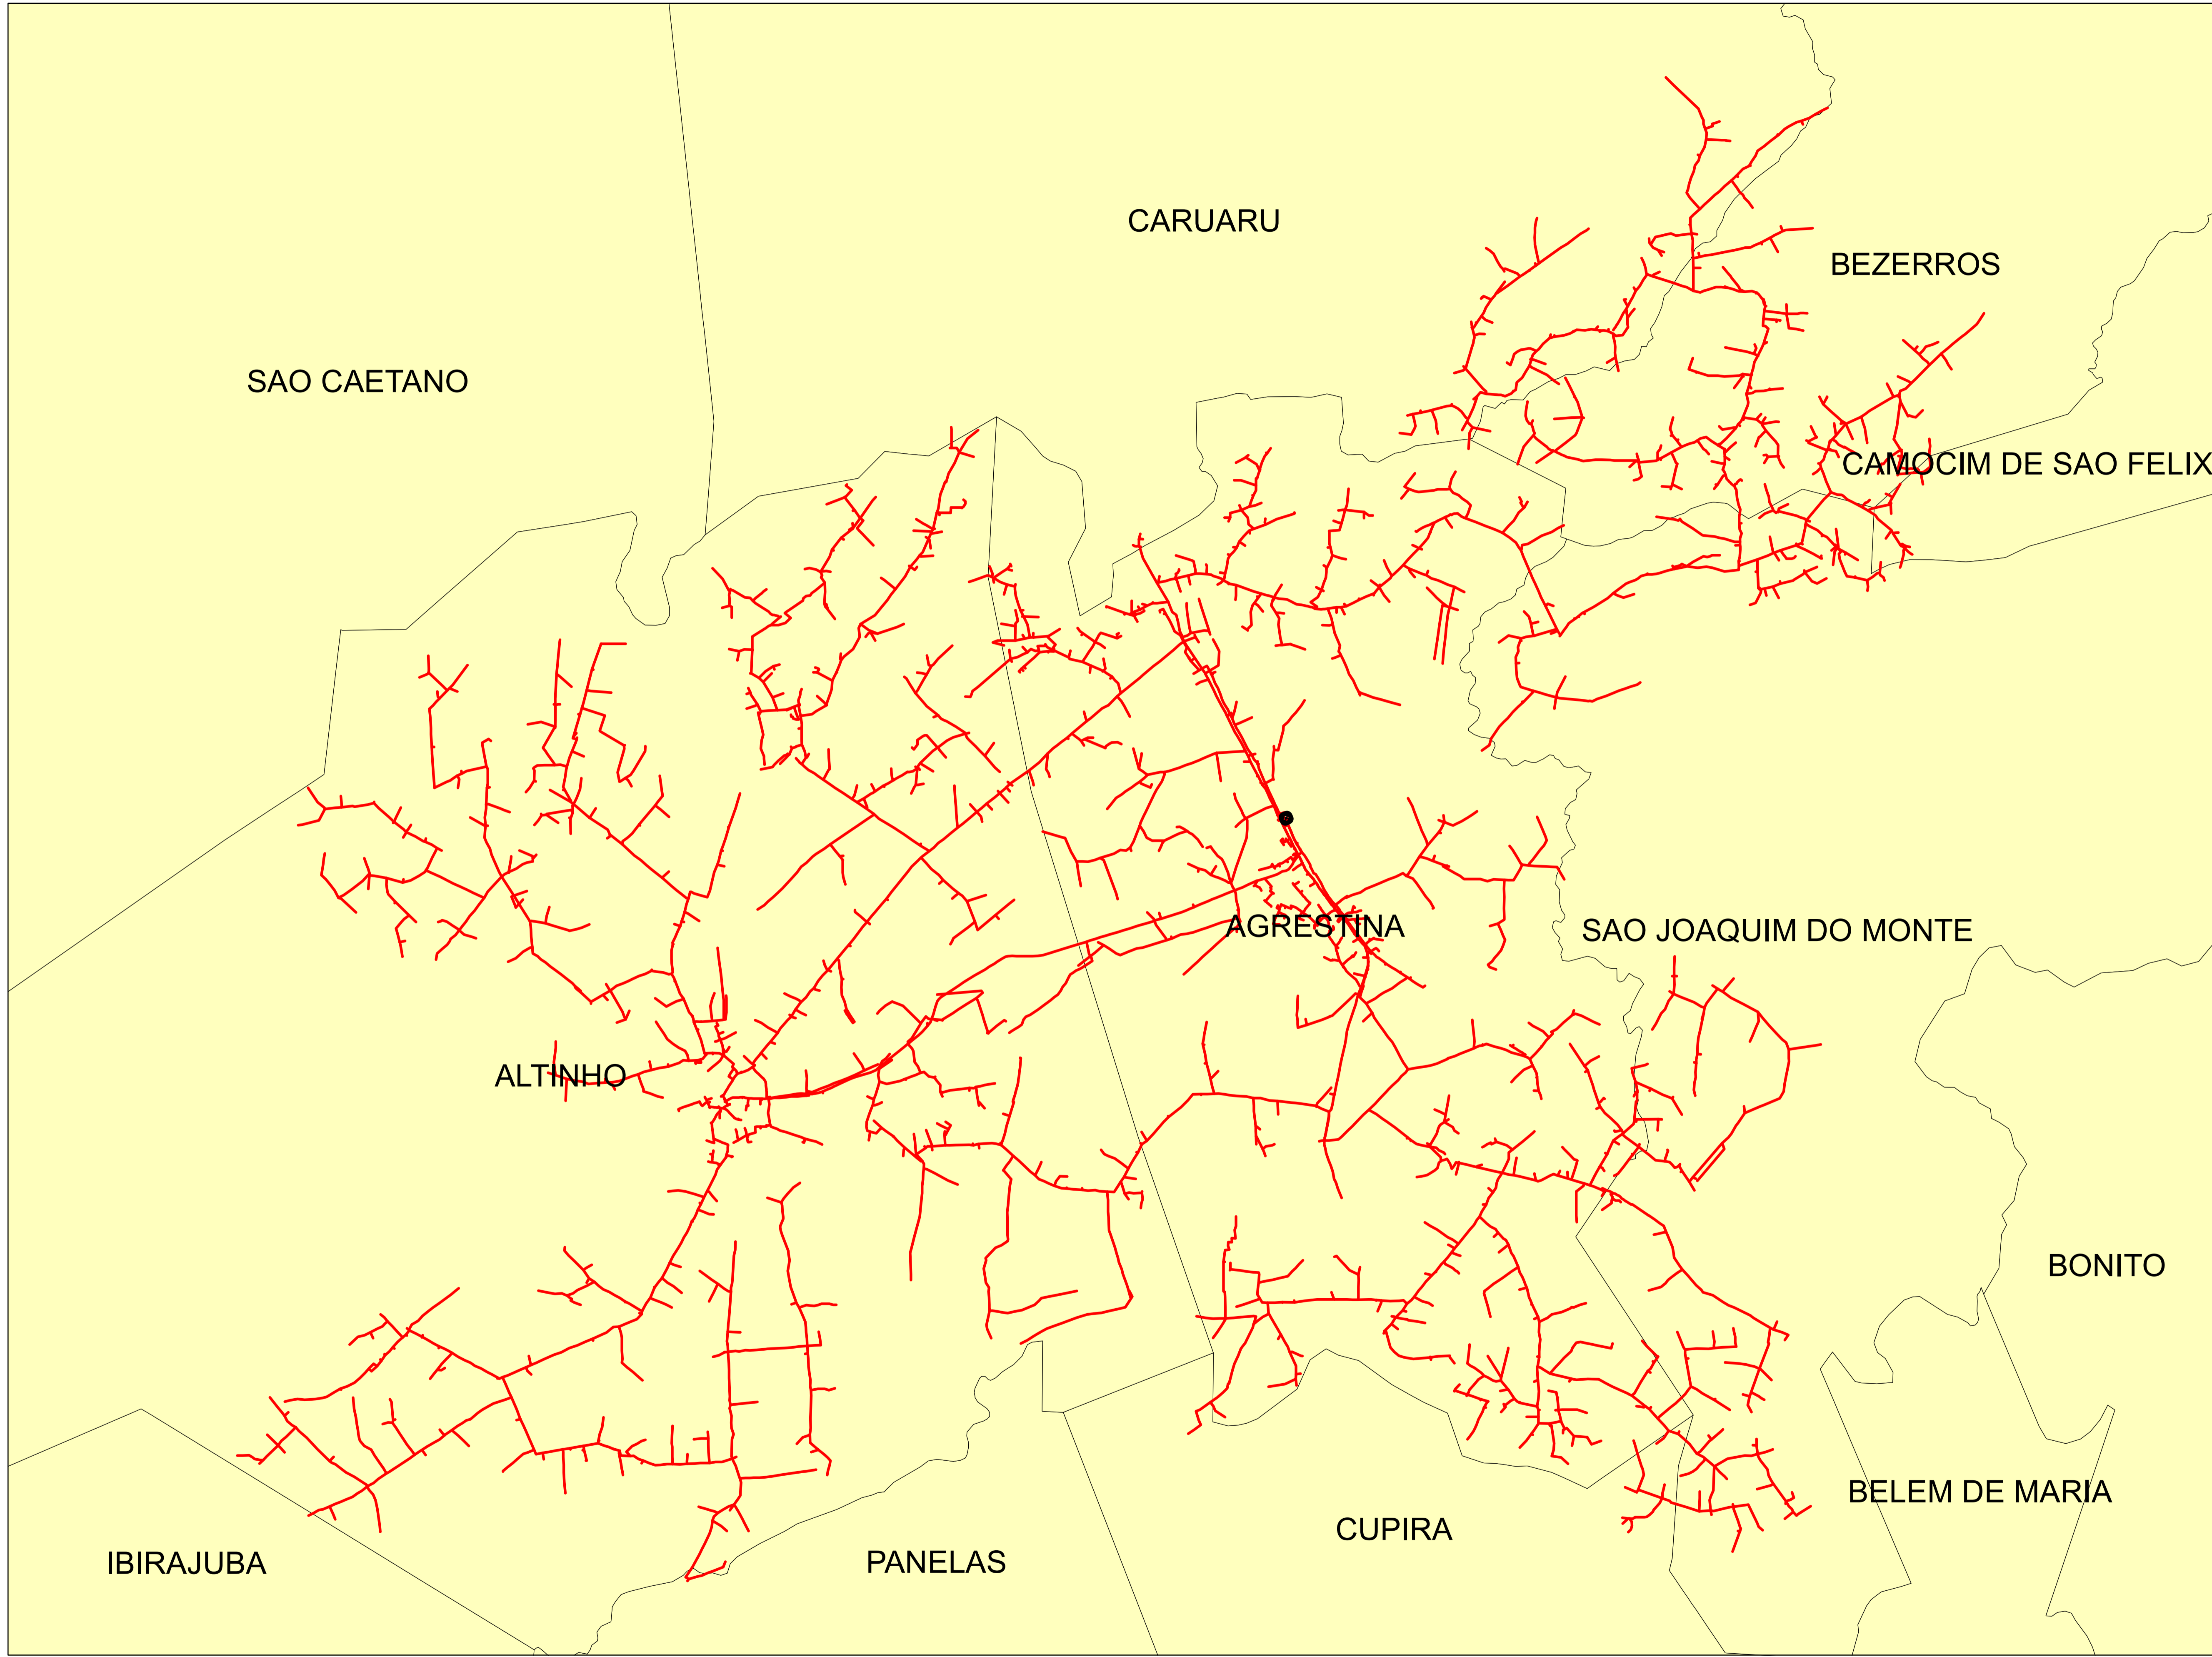 CARUARU
BEZERROS
SAO CAETANO
CAMOCIM DE SAO FELIX
AGRESTINA
SAO JOAQUIM DO MONTE
ALTINHO
BONITO
BELEM DE MARIA
CUPIRA
IBIRAJUBA
PANELAS